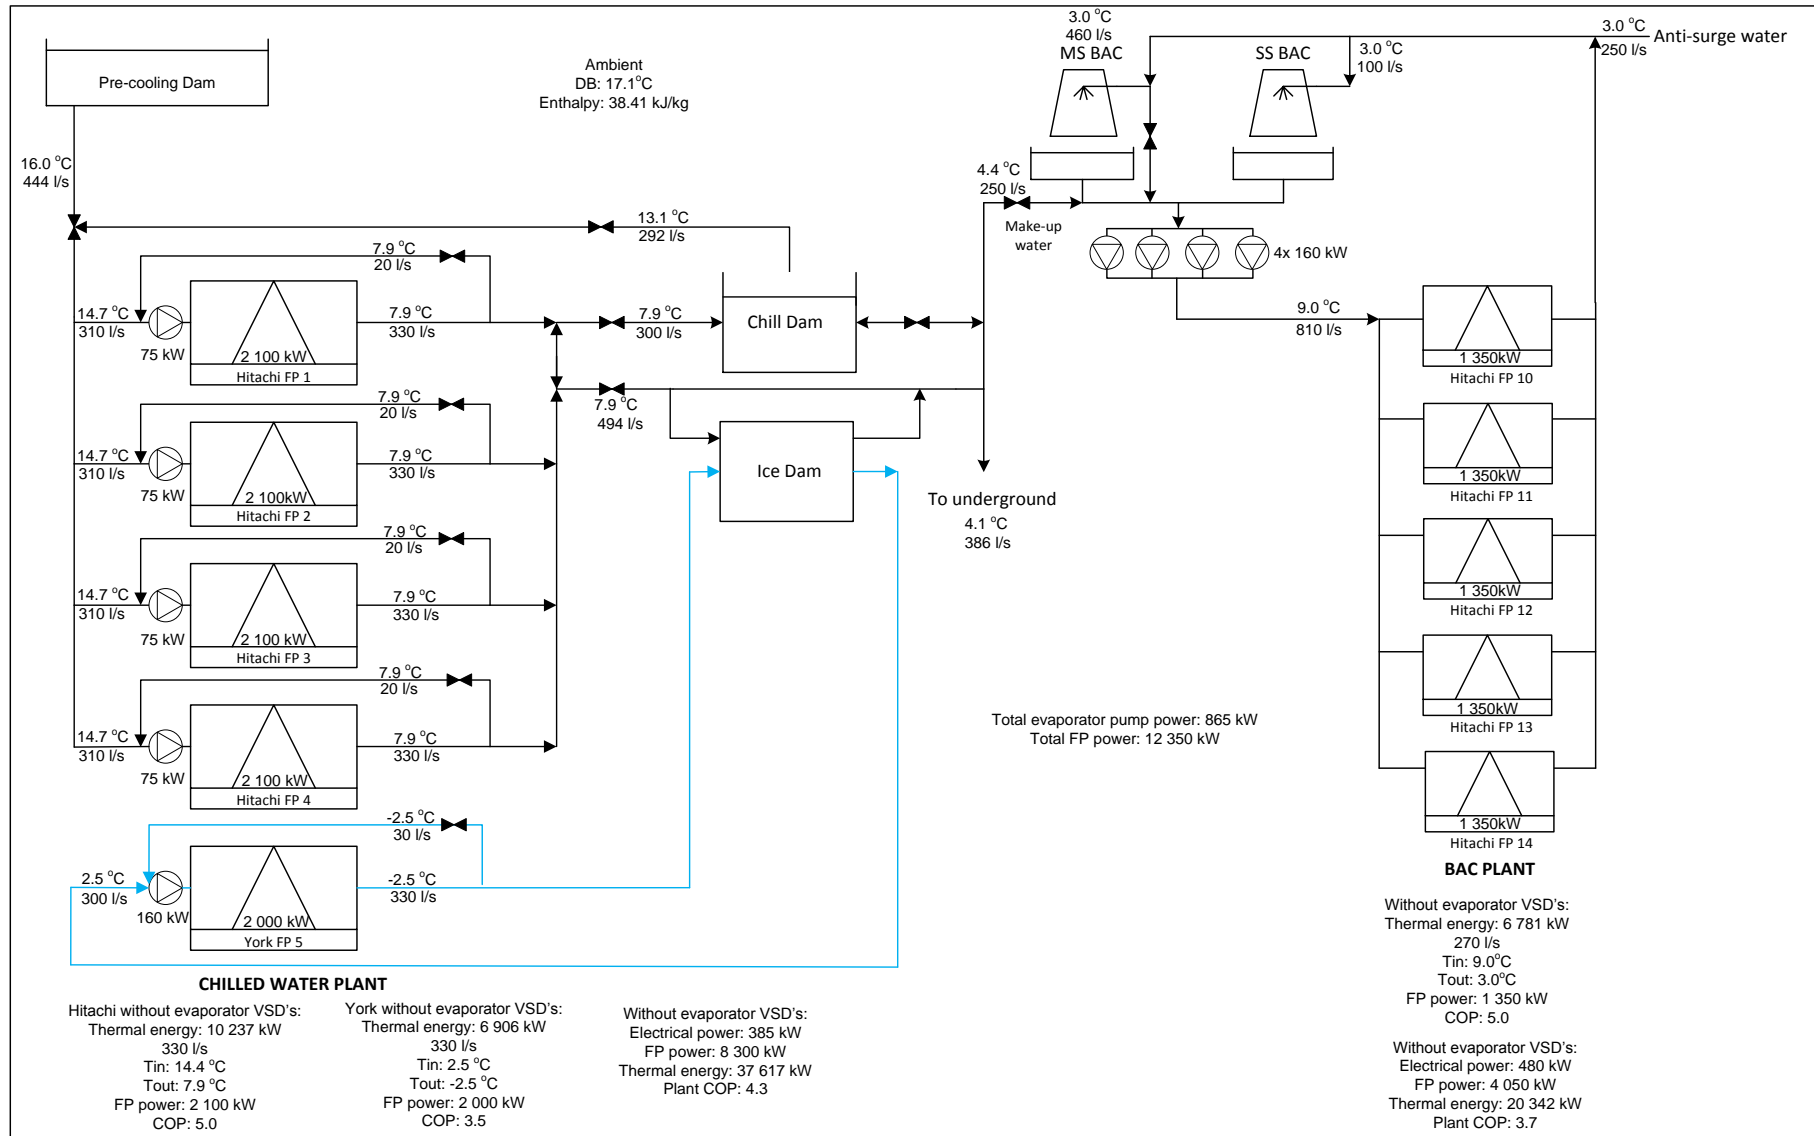 Pre-cooling Dam
Ambient
DB: 17.1°C
Enthalpy: 38.41 kJ/kg
3.0 °C
460 l/s
MS BAC
SS BAC
3.0 °C
100 l/s
3.0 °C
250 l/s
Anti-surge water
16.0 °C
444 l/s
13.1 °C
292 l/s
4.4 °C
250 l/s
Make-up
water
4x 160 kW
7.9 °C
20 l/s
14.7 °C
310 l/s
75 kW
2 100 kW
Hitachi FP 1
7.9 °C
330 l/s
7.9 °C
300 l/s
Chill Dam
9.0 °C
810 l/s
1 350kW
Hitachi FP 10
7.9 °C
20 l/s
14.7 °C
310 l/s
75 kW
2 100kW
Hitachi FP 2
7.9 °C
330 l/s
7.9 °C
494 l/s
Ice Dam
To underground
4.1 °C
386 l/s
1 350kW
Hitachi FP 11
7.9 °C
20 l/s
14.7 °C
310 l/s
75 kW
2 100 kW
Hitachi FP 3
7.9 °C
330 l/s
1 350kW
Hitachi FP 12
7.9 °C
20 l/s
14.7 °C
310 l/s
75 kW
2 100 kW
Hitachi FP 4
7.9 °C
330 l/s
Total evaporator pump power: 865 kW
Total FP power: 12 350 kW
1 350kW
Hitachi FP 13
-2.5 °C
30 l/s
2.5 °C
300 l/s
160 kW
2 000 kW
York FP 5
-2.5 °C
330 l/s
1 350kW
Hitachi FP 14
BAC PLANT
Without evaporator VSD's:
Thermal energy: 6 781 kW
270 l/s
Tin: 9.0°C
Tout: 3.0°C
FP power: 1 350 kW
COP: 5.0
Without evaporator VSD's:
Electrical power: 480 kW
FP power: 4 050 kW
Thermal energy: 20 342 kW
Plant COP: 3.7
CHILLED WATER PLANT
Hitachi without evaporator VSD's:
Thermal energy: 10 237 kW
330 l/s
Tin: 14.4 °C
Tout: 7.9 °C
FP power: 2 100 kW
COP: 5.0
York without evaporator VSD's:
Thermal energy: 6 906 kW
330 l/s
Tin: 2.5 °C
Tout: -2.5 °C
FP power: 2 000 kW
COP: 3.5
Without evaporator VSD's:
Electrical power: 385 kW
FP power: 8 300 kW
Thermal energy: 37 617 kW
Plant COP: 4.3